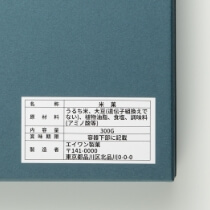 名称 米菓
原材料 うるち米、大豆(遺伝子組換えで
ない)、植物油脂、食塩、調味料
(アミノ酸等)
内容量 300G
賞味期限 容器下部に記載
製造者 エイワン製菓
〒141-0000
東京都品川区北品川0-0-0